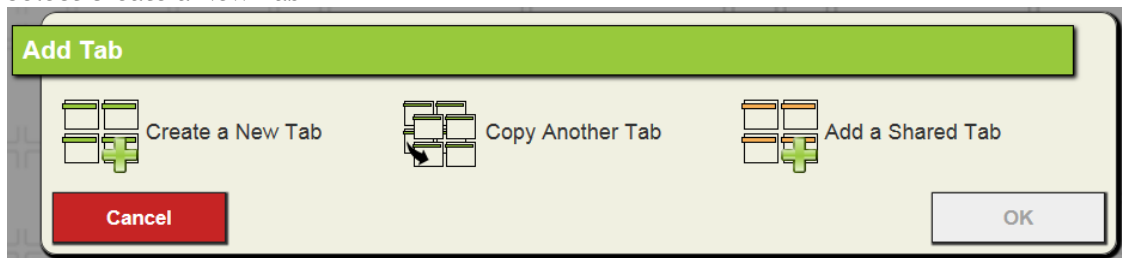 Add Tab
Create a New Tab
Copy Another Tab
Add a Shared Tab
Cancel
OK